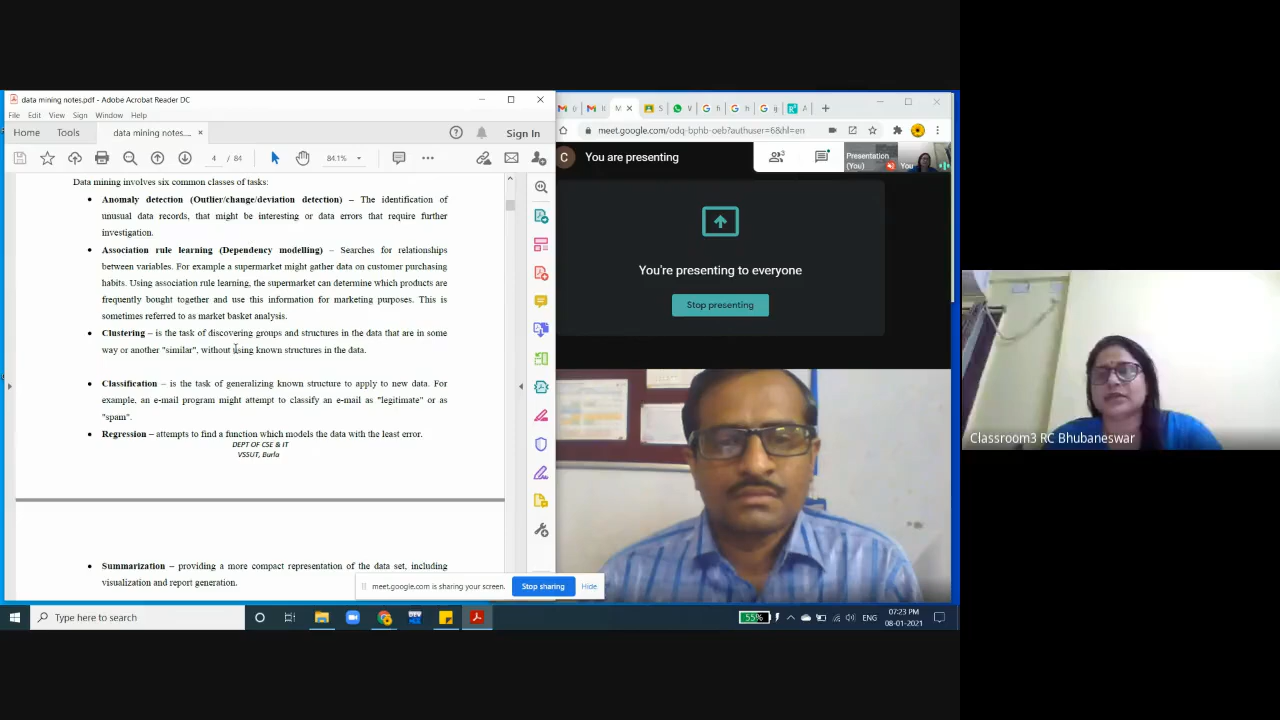 data mining notes.pdf - Adobe Acrobat Reader DC
File Edit View Sign Window Help
Home Tools data mining notes.... × Sign In
4 / 84 84.1%
Data mining involves six common classes of tasks:
• Anomaly detection (Outlier/change/deviation detection) – The identification of
unusual data records, that might be interesting or data errors that require further
investigation.
• Association rule learning (Dependency modelling) – Searches for relationships
between variables. For example a supermarket might gather data on customer purchasing
habits. Using association rule learning, the supermarket can determine which products are
frequently bought together and use this information for marketing purposes. This is
sometimes referred to as market basket analysis.
• Clustering – is the task of discovering groups and structures in the data that are in some
way or another "similar", without using known structures in the data.
• Classification – is the task of generalizing known structure to apply to new data. For
example, an e-mail program might attempt to classify an e-mail as "legitimate" or as
"spam".
• Regression – attempts to find a function which models the data with the least error.
DEPT OF CSE & IT
VSSUT, Burla
• Summarization – providing a more compact representation of the data set, including
visualization and report generation.
meet.google.com is sharing your screen. Stop sharing Hide
meet.google.com/odq-bphb-oeb?authuser=6&hl=en
C You are presenting
3
Presentation
(You) You
You're presenting to everyone
Stop presenting
Classroom3 RC Bhubaneswar
Type here to search
55% ENG 07:23 PM
08-01-2021